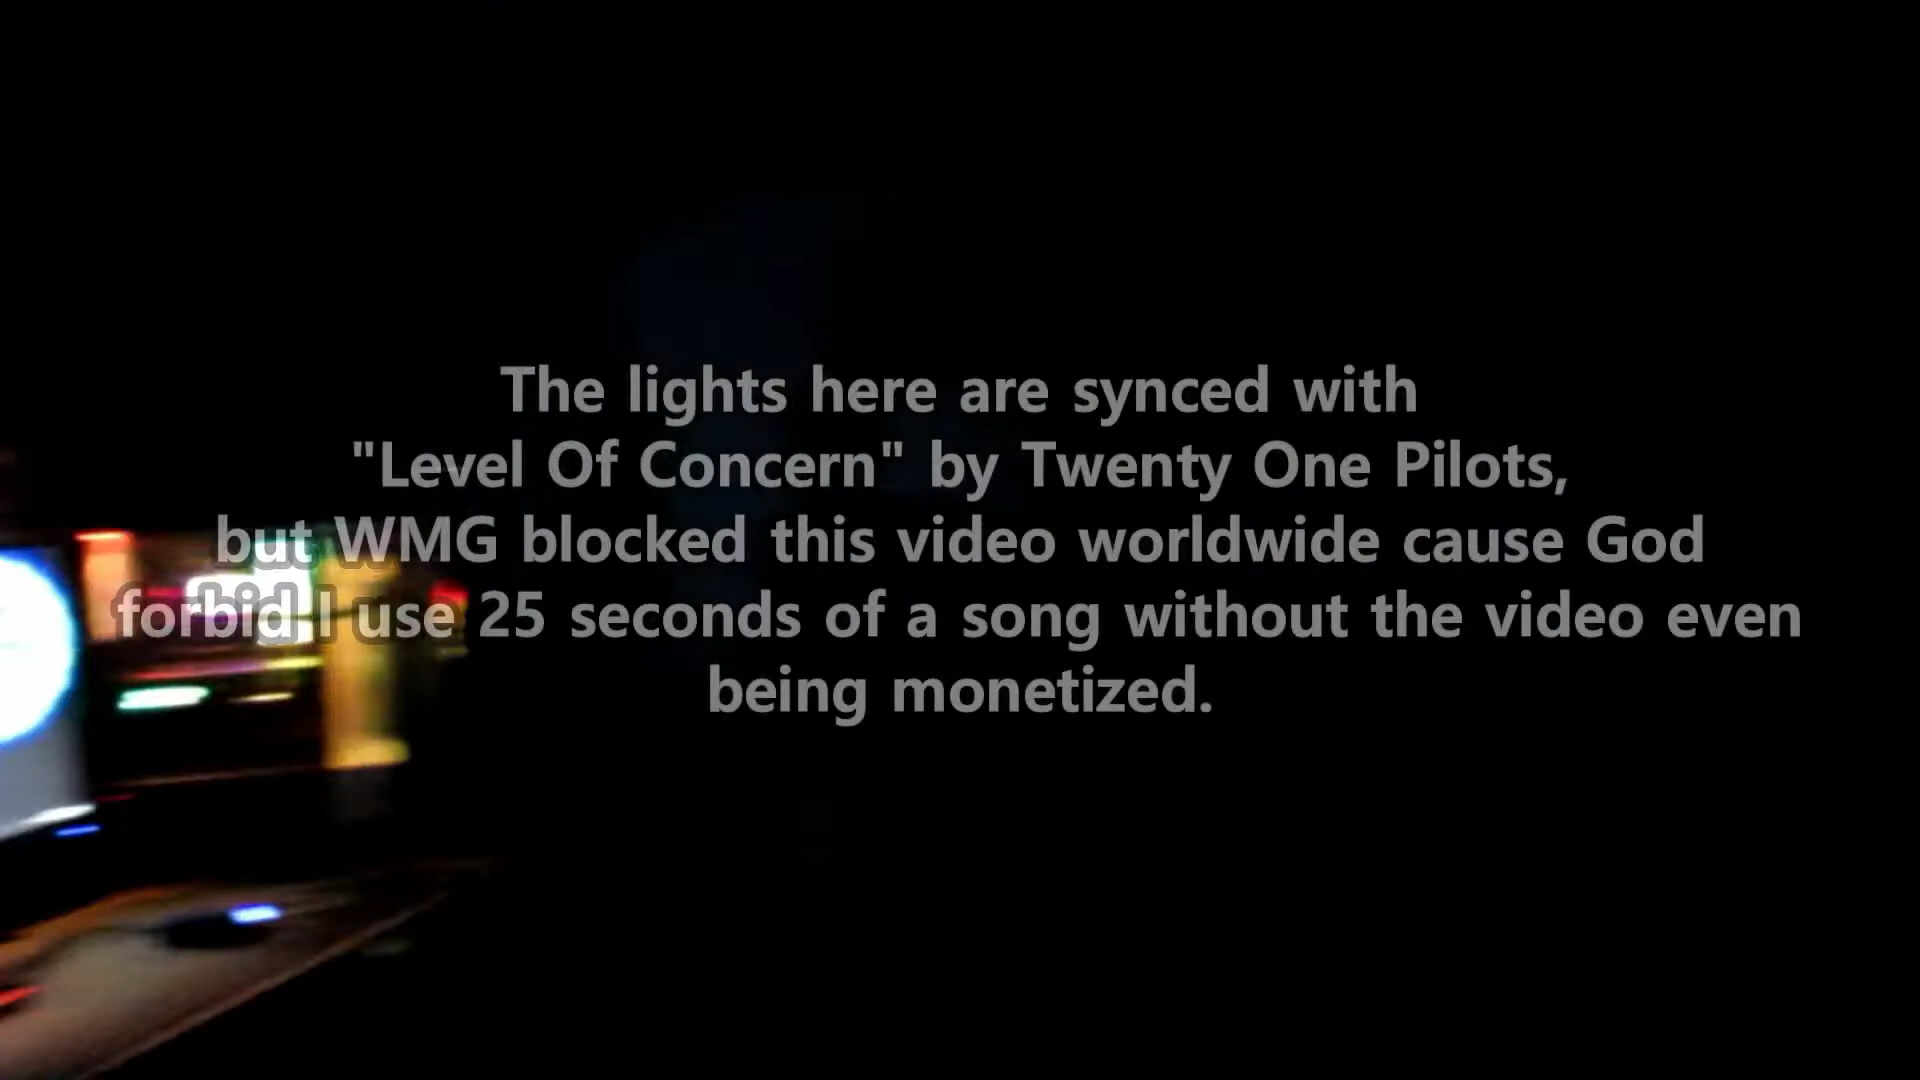 The lights here are synced with
"Level Of Concern" by Twenty One Pilots,
but WMG blocked this video worldwide cause God
forbid I use 25 seconds of a song without the video even
being monetized.